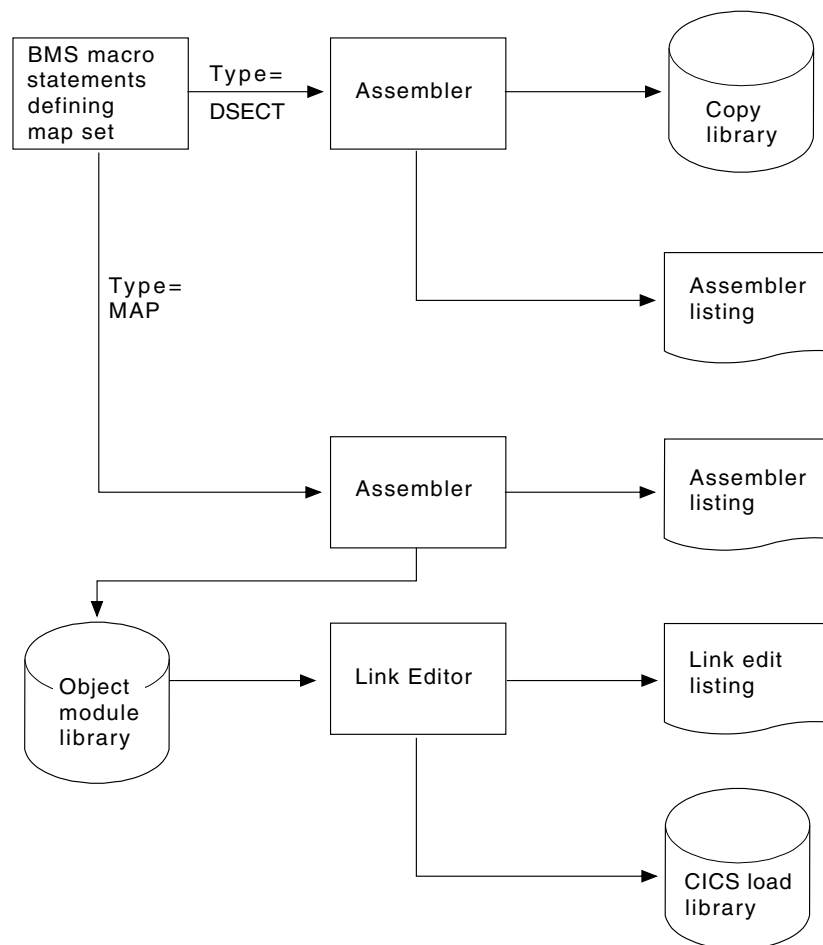 BMS macro
statements
defining
map set
Type=
DSECT
Assembler
Copy
library
Assembler
listing
Type=
MAP
Assembler
Assembler
listing
Object
module
library
Link Editor
Link edit
listing
CICS load
library